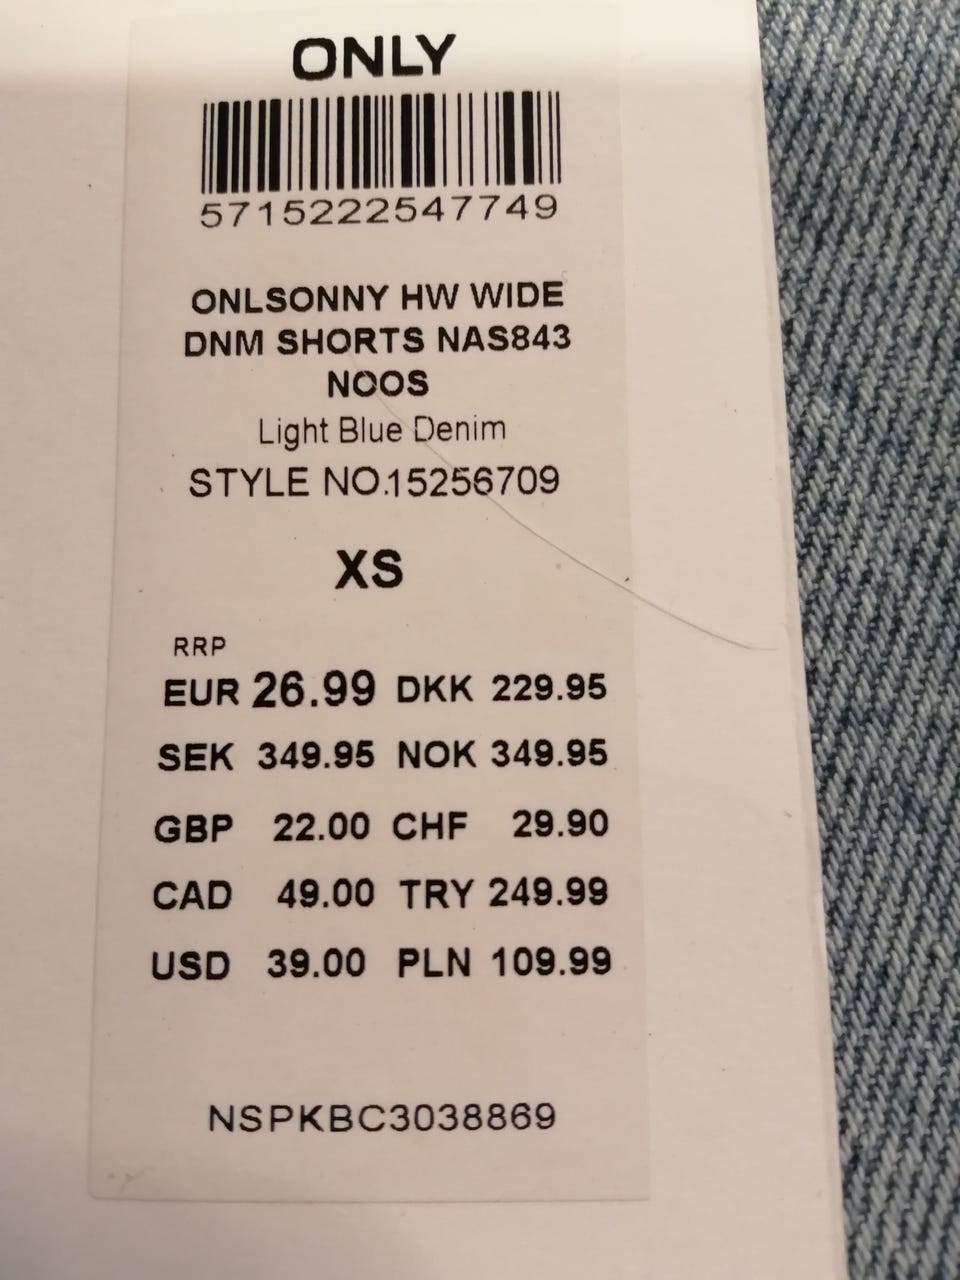 ONLY
5715222547749
ONLSONNY HW WIDE
DNM SHORTS NAS843
NOOS
Light Blue Denim
STYLE NO.15256709
XS
RRP
EUR 26.99 DKK 229.95
SEK 349.95 NOK 349.95
GBP 22.00 CHF 29.90
CAD 49.00 TRY 249.99
USD 39.00 PLN 109.99
NSPKBC3038869